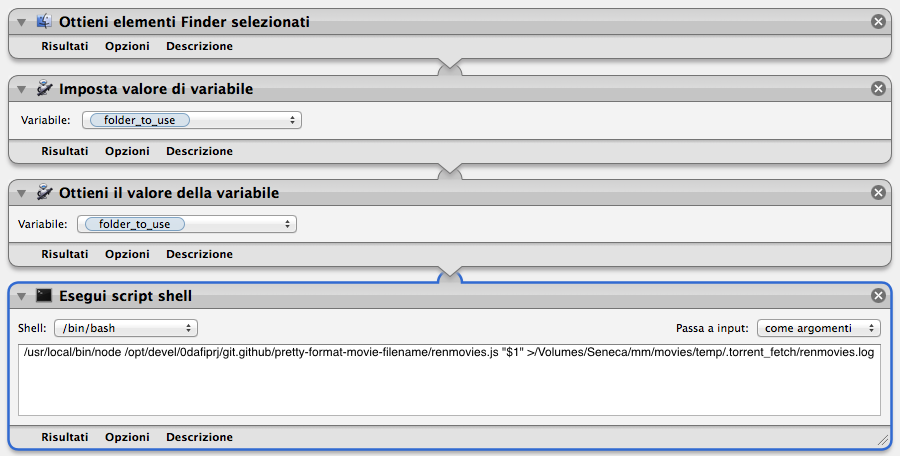 Ottieni elementi Finder selezionati
Risultati Opzioni Descrizione
Imposta valore di variabile
Variabile: folder_to_use
Risultati Opzioni Descrizione
Ottieni il valore della variabile
Variabile: folder_to_use
Risultati Opzioni Descrizione
Esegui script shell
Shell: /bin/bash Passa a input: come argomenti
/usr/local/bin/node /opt/devel/0dafiprj/git.github/pretty-format-movie-filename/renmovies.js "$1" >/Volumes/Seneca/mm/movies/temp/.torrent_fetch/renmovies.log
Risultati Opzioni Descrizione